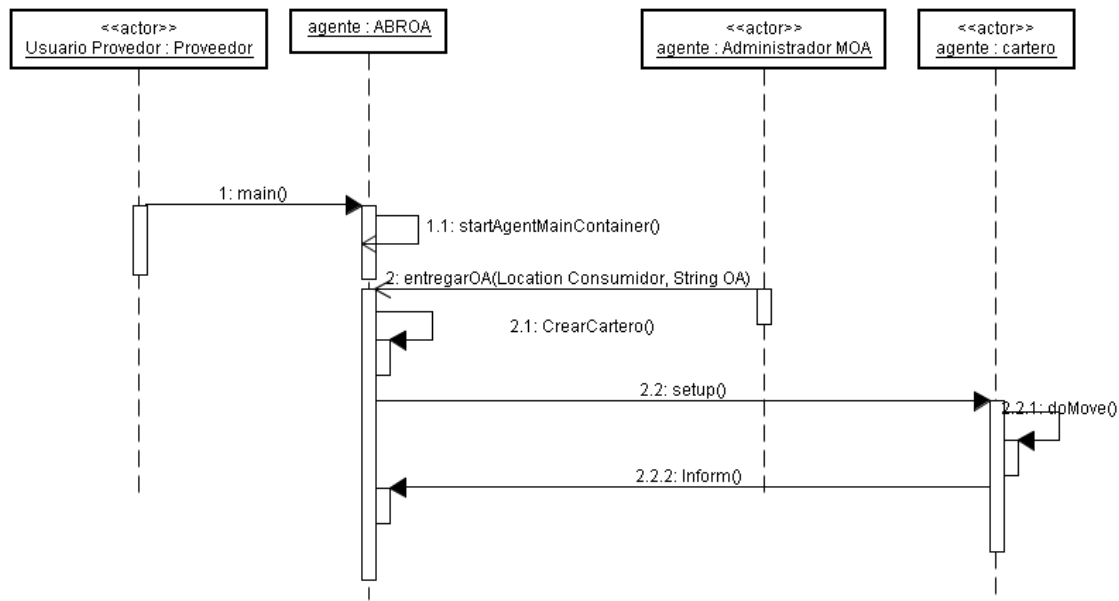 <<actor>>
Usuario Provedor : Proveedor
agente : ABROA
<<actor>>
agente : Administrador MOA
<<actor>>
agente : cartero
1: main()
1.1: startAgentMainContainer()
2: entregarOA(Location Consumidor, String OA)
2.1: CrearCartero()
2.2: setup()
2.2.1: doMove()
2.2.2: Inform()